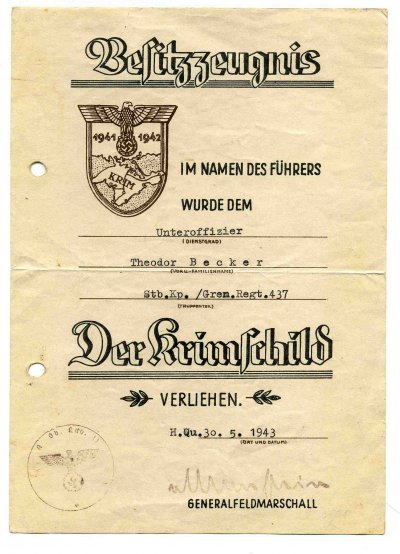 Besitzzeugnis
1941 1942
KRIM
IM NAMEN DES FÜHRERS
WURDE DEM
Unteroffizier
(DIENSTGRAD)
Theodor Becker
(VOR- U. FAMILIENNAME)
Stb.Kp. /Gren.Regt.437
(TRUPPENTEIL)
Der Krimschild
VERLIEHEN.
H.Qu.30. 5. 1943
(ORT UND DATUM)
GENERALFELDMARSCHALL